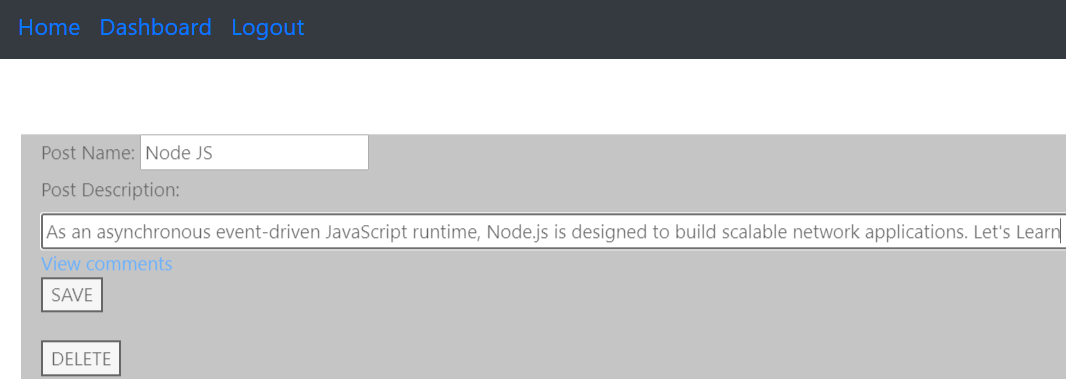 Home Dashboard Logout
Post Name: Node JS
Post Description:
As an asynchronous event-driven JavaScript runtime, Node.js is designed to build scalable network applications. Let's Learn
View comments
SAVE
DELETE